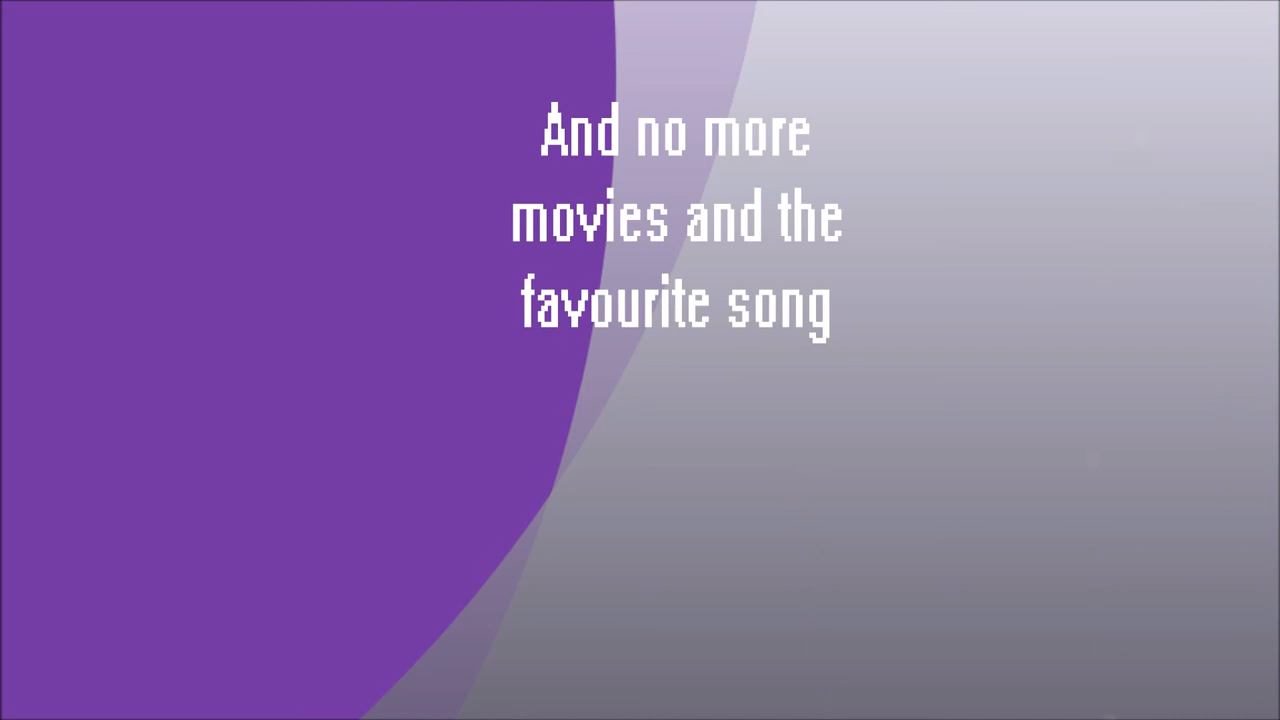 And no more
movies and the
favourite song